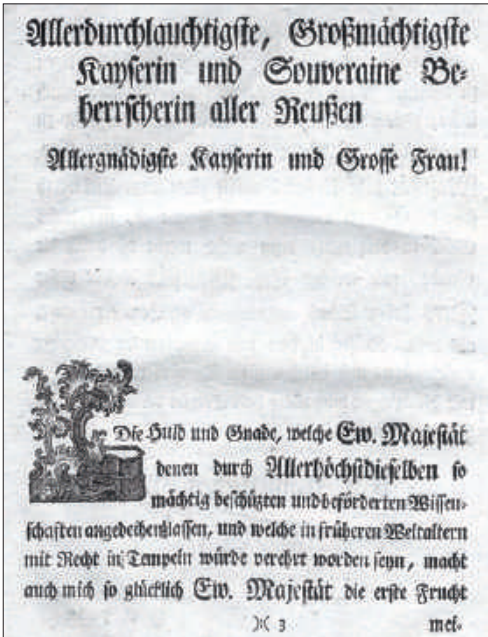 Allerdurchlauchtigste, Großmächtigste
Kayserin und Souveraine Be-
herrscherin aller Reußen
Allergnädigste Kayserin und Grosse Frau!
Die Huld und Gnade, welche Ew. Majestät
denen durch Allerhöchstdieselben so
mächtig beschüzten und beförderten Wissen-
schaften angedeyhen lassen, und welche in früheren Weltaltern
mit Recht in Tempeln würde verehrt worden seyn, macht
auch mich so glücklich Ew. Majestät die erste Frucht
):( 3
mei-